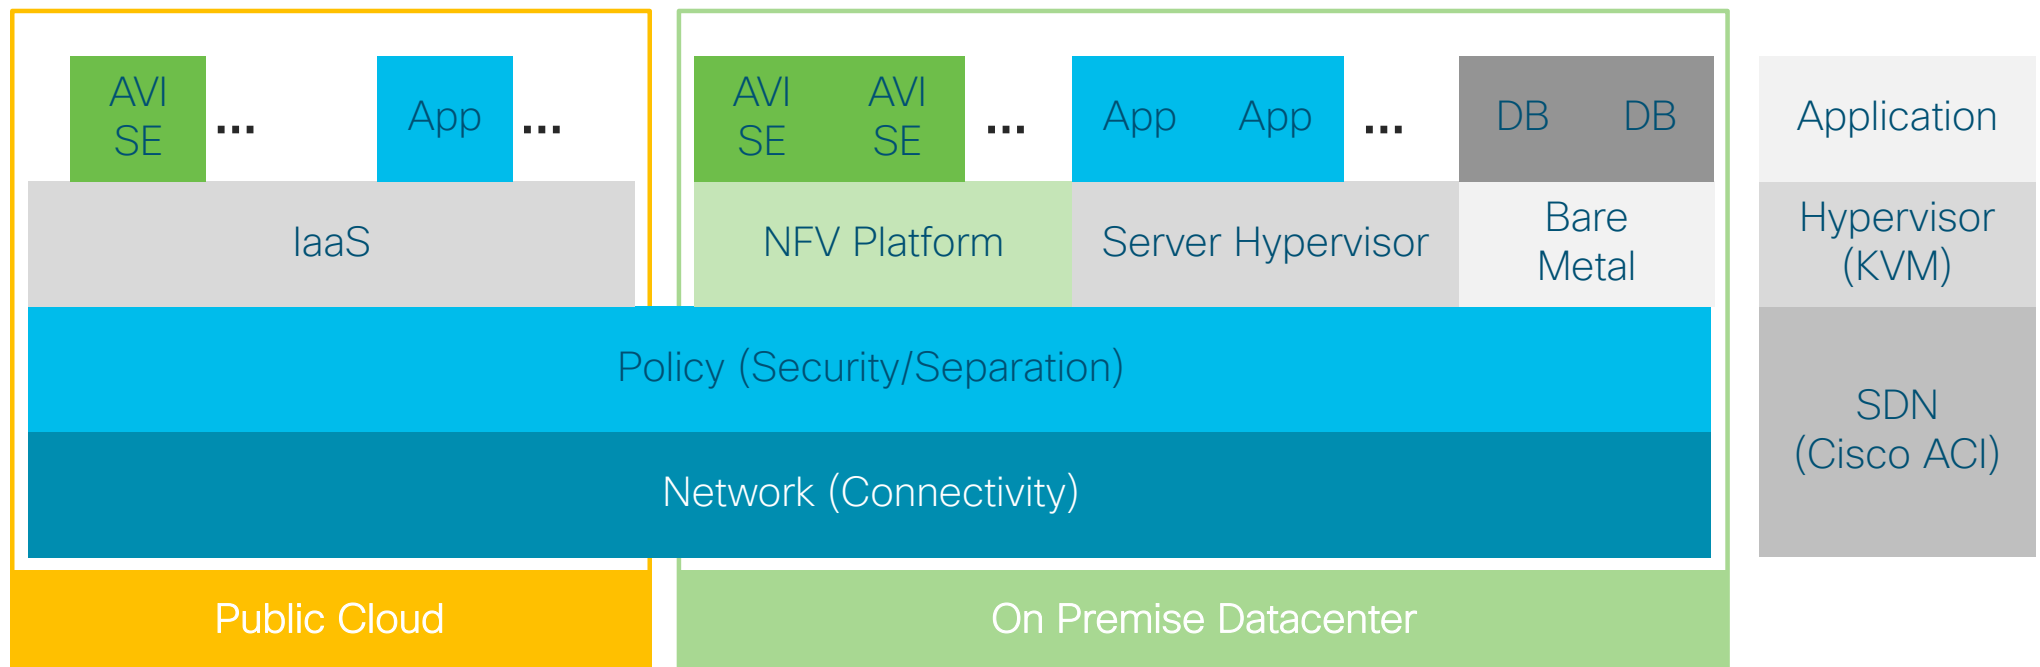 AVI
SE
...
App
...
AVI
SE
AVI
SE
...
App
App
...
DB
DB
Application
IaaS
NFV Platform
Server Hypervisor
Bare
Metal
Hypervisor
(KVM)
Policy (Security/Separation)
Network (Connectivity)
SDN
(Cisco ACI)
Public Cloud
On Premise Datacenter